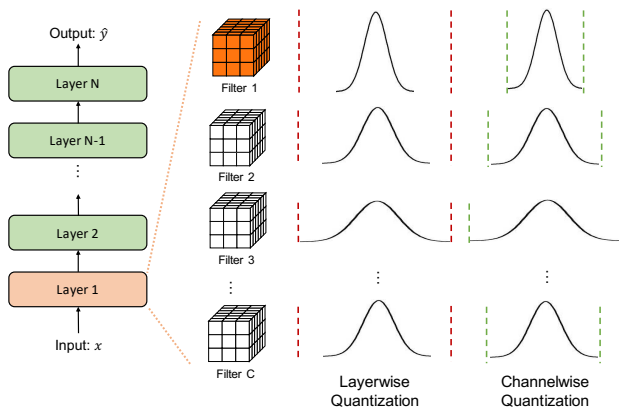 Output: ŷ
Layer N
Layer N-1
⋮
Layer 2
Layer 1
Input: x
Filter 1
Filter 2
Filter 3
⋮
Filter C
⋮
Layerwise
Quantization
⋮
Channelwise
Quantization